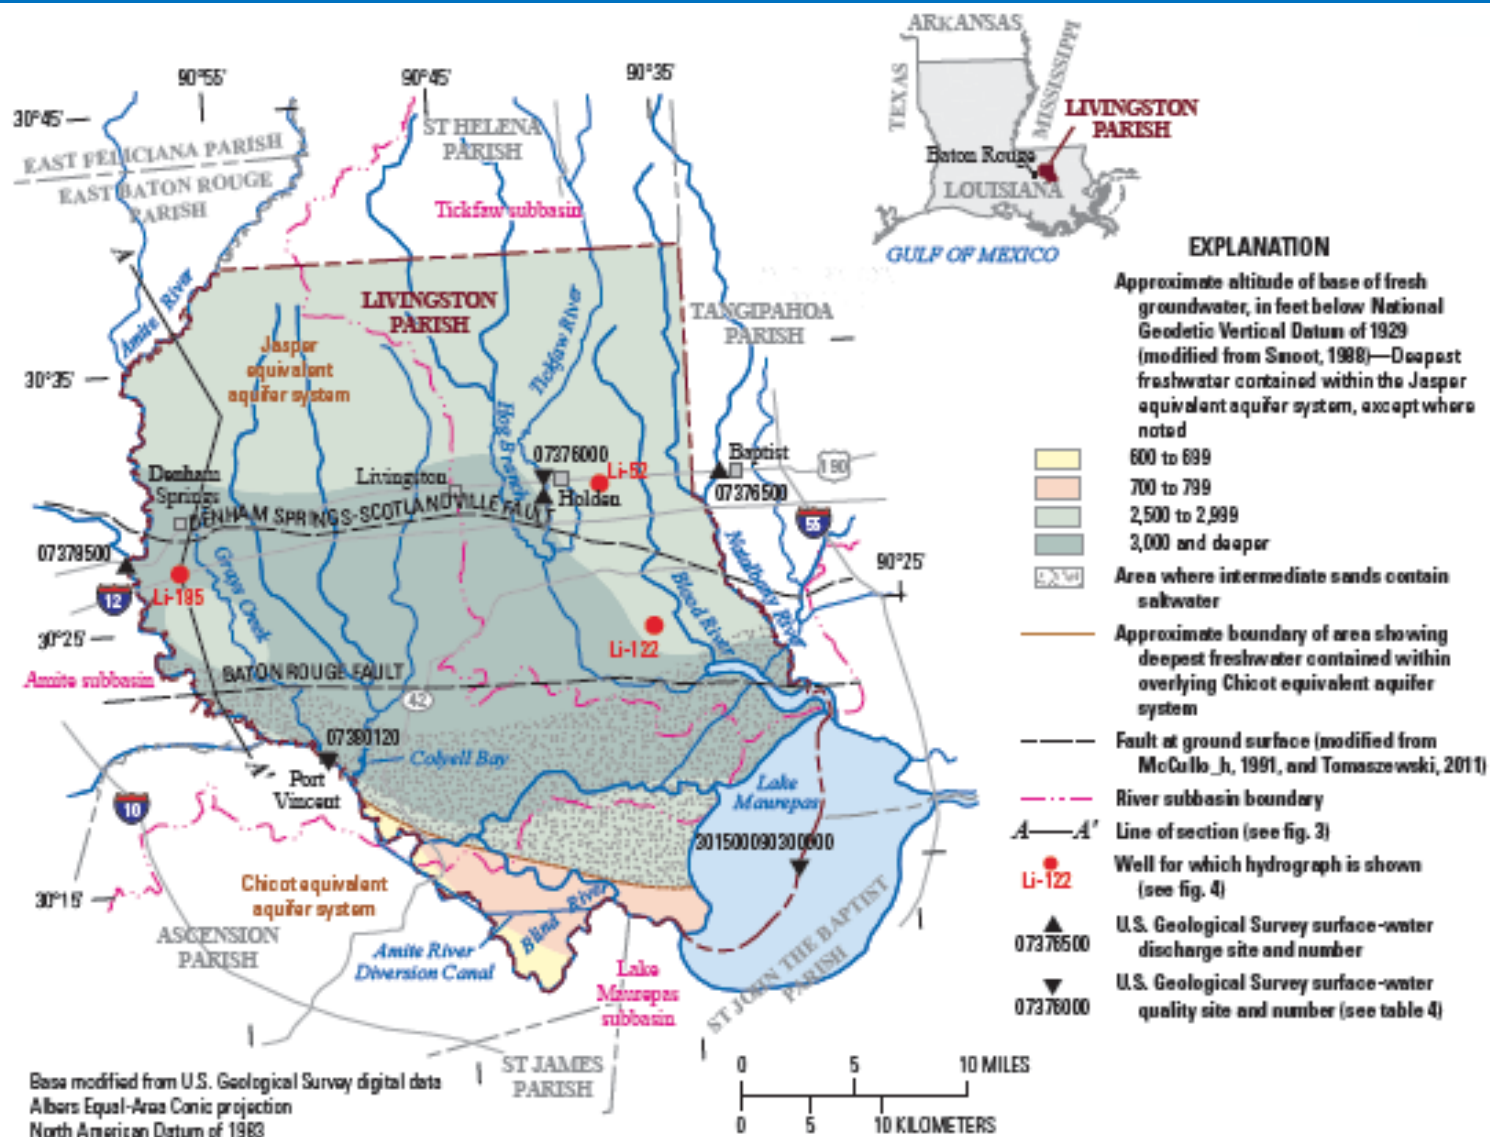 ARKANSAS
TEXAS
MISSISSIPPI
LIVINGSTON
PARISH
Baton Rouge
LOUISIANA
GULF OF MEXICO
90°55'
90°45'
90°35'
30°45'
EAST FELICIANA PARISH
EAST BATON ROUGE
PARISH
ST HELENA
PARISH
Tickfaw subbasin
A
Amite River
LIVINGSTON
PARISH
TANGIPAHOA
PARISH
Jasper
equivalent
aquifer system
Tickfaw River
30°35'
Hog Branch
Denham
Springs
Livingston
07376000
Li-52
Holden
Baptist
190
07376500
DENHAM SPRINGS-SCOTLANDVILLE FAULT
55
07378500
12
Li-185
Grays Creek
Natalbany River
90°25'
Blood River
30°25'
Li-122
Amite subbasin
BATON ROUGE FAULT
42
07380120
Colyell Bay
A'
Port
Vincent
10
Lake
Maurepas
301500090300000
30°15'
Chicot equivalent
aquifer system
ASCENSION
PARISH
Blind River
Amite River
Diversion Canal
Lake
Maurepas
subbasin
ST JOHN THE BAPTIST
PARISH
ST JAMES
PARISH
EXPLANATION
Approximate altitude of base of fresh
groundwater, in feet below National
Geodetic Vertical Datum of 1929
(modified from Smoot, 1988)—Deepest
freshwater contained within the Jasper
equivalent aquifer system, except where
noted
600 to 699
700 to 799
2,500 to 2,999
3,000 and deeper
Area where intermediate sands contain
saltwater
Approximate boundary of area showing
deepest freshwater contained within
overlying Chicot equivalent aquifer
system
Fault at ground surface (modified from
McCullo_h, 1991, and Tomaszewski, 2011)
River subbasin boundary
A—A' Line of section (see fig. 3)
Well for which hydrograph is shown
Li-122 (see fig. 4)
U.S. Geological Survey surface-water
07376500 discharge site and number
U.S. Geological Survey surface-water
07376000 quality site and number (see table 4)
0 5 10 MILES
0 5 10 KILOMETERS
Base modified from U.S. Geological Survey digital data
Albers Equal-Area Conic projection
North American Datum of 1983